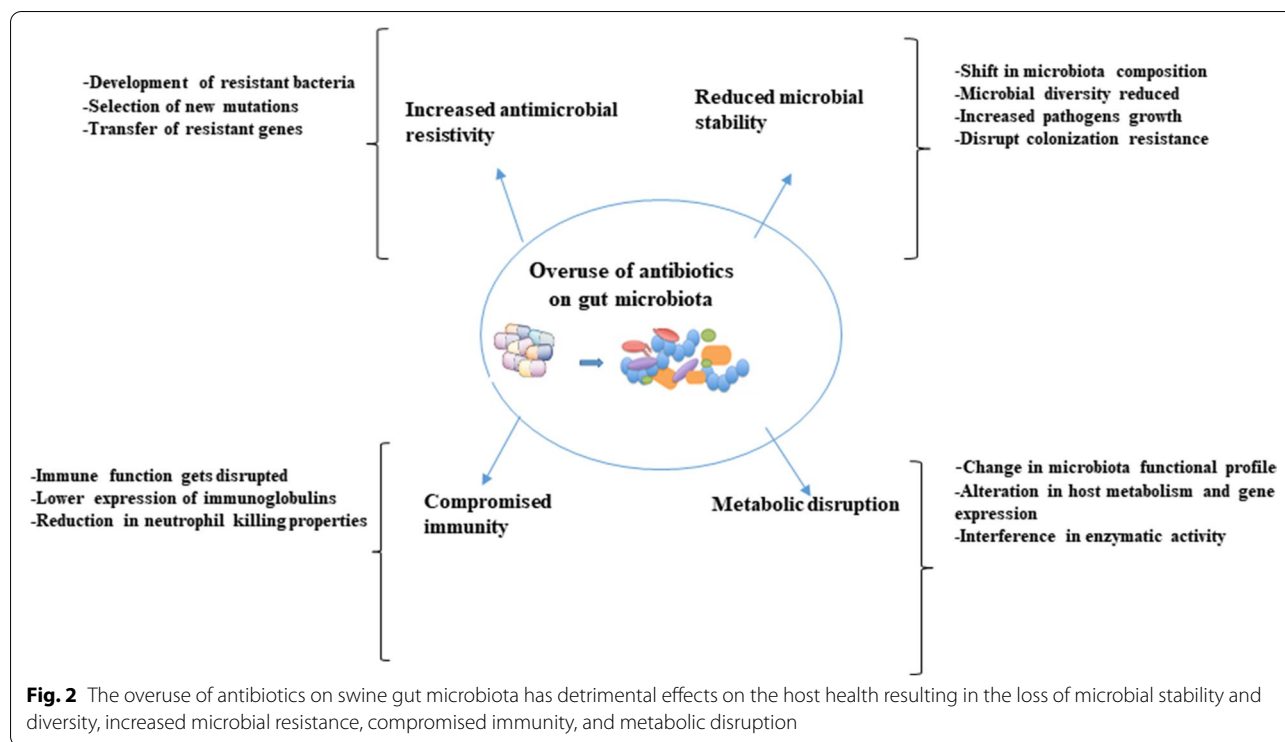 -Development of resistant bacteria
-Selection of new mutations
-Transfer of resistant genes
Increased antimicrobial
resistivity
Reduced microbial
stability
-Shift in microbiota composition
-Microbial diversity reduced
-Increased pathogens growth
-Disrupt colonization resistance
Overuse of antibiotics
on gut microbiota
-Immune function gets disrupted
-Lower expression of immunoglobulins
-Reduction in neutrophil killing properties
Compromised
immunity
Metabolic disruption
-Change in microbiota functional profile
-Alteration in host metabolism and gene
expression
-Interference in enzymatic activity
Fig. 2 The overuse of antibiotics on swine gut microbiota has detrimental effects on the host health resulting in the loss of microbial stability and
diversity, increased microbial resistance, compromised immunity, and metabolic disruption